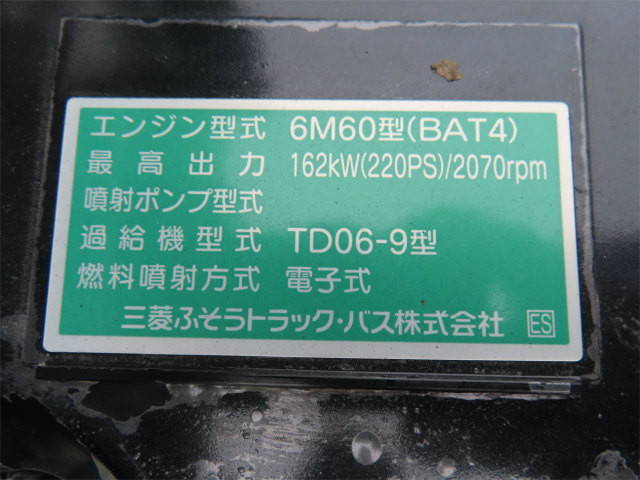 エンジン型式 6M60型(BAT4)
最高出力 162kW(220PS)/2070rpm
噴射ポンプ型式
過給機型式 TD06-9型
燃料噴射方式 電子式
三菱ふそうトラック・バス株式会社 ES